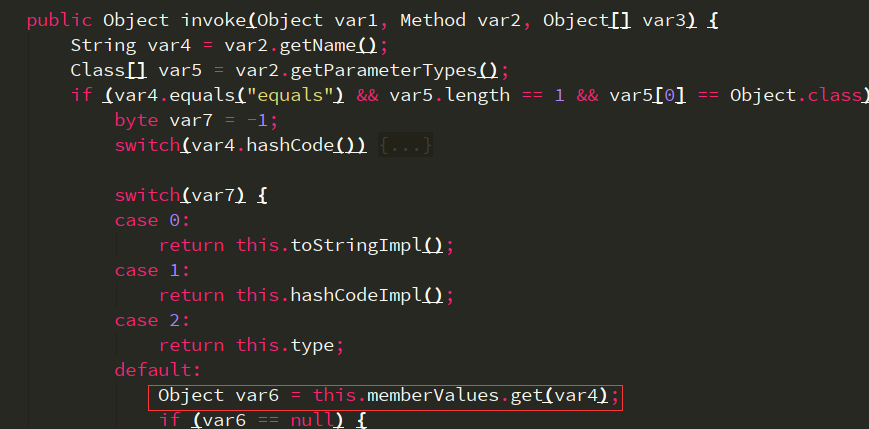 public Object invoke(Object var1, Method var2, Object[] var3) {
String var4 = var2.getName();
Class[] var5 = var2.getParameterTypes();
if (var4.equals("equals") && var5.length == 1 && var5[0] == Object.class)
byte var7 = -1;
switch(var4.hashCode()) {...}
switch(var7) {
case 0:
return this.toStringImpl();
case 1:
return this.hashCodeImpl();
case 2:
return this.type;
default:
Object var6 = this.memberValues.get(var4);
if (var6 == null) {